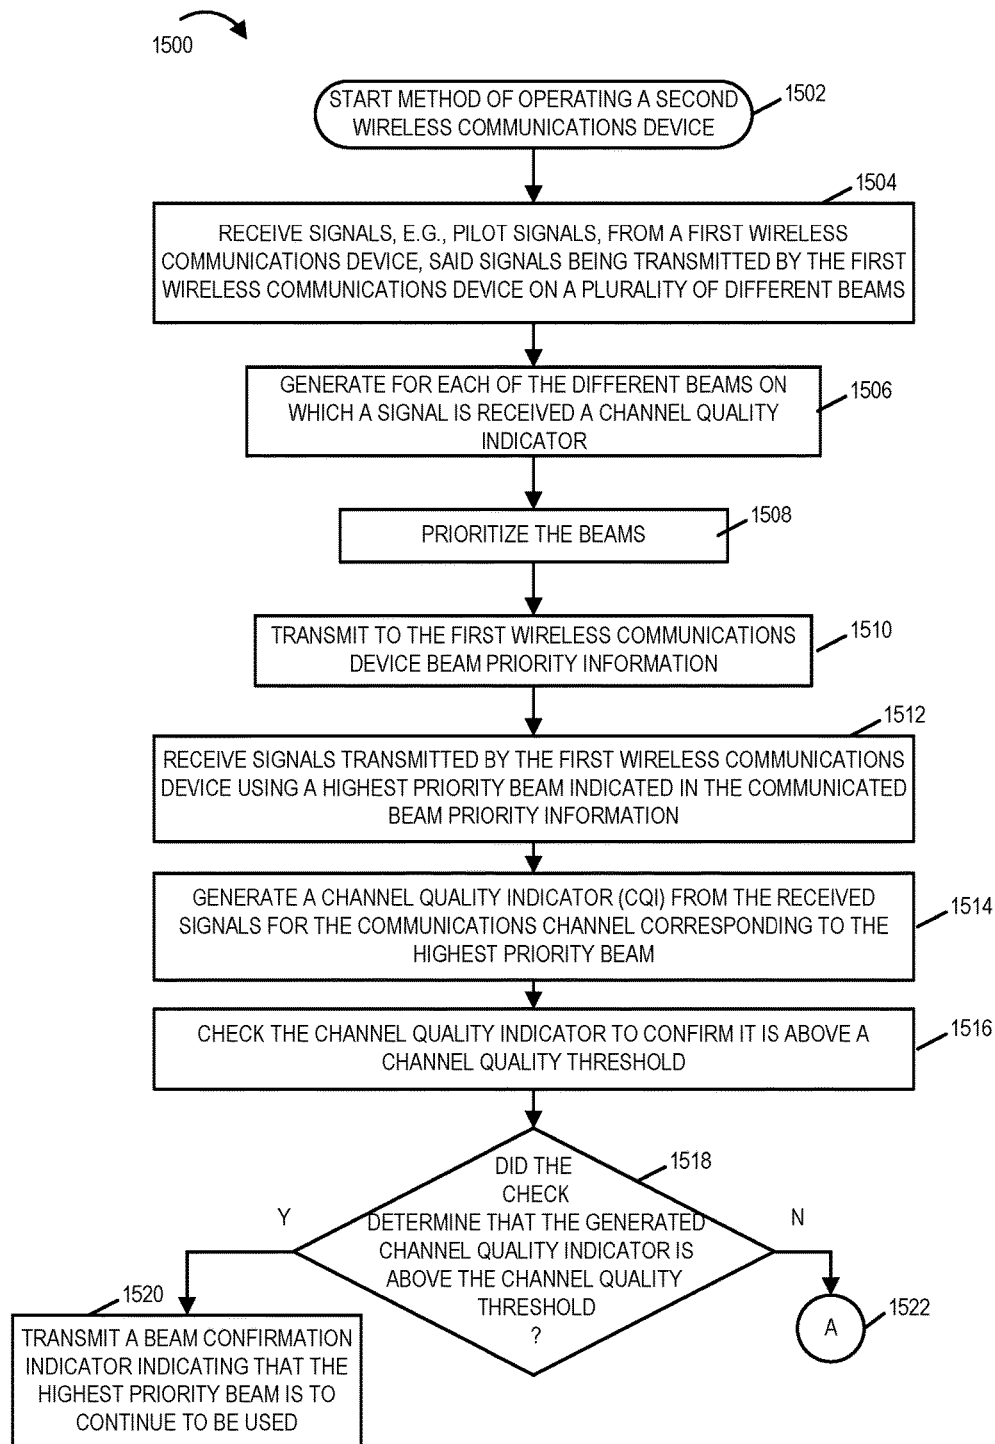 1500
START METHOD OF OPERATING A SECOND
WIRELESS COMMUNICATIONS DEVICE
1502
1504
RECEIVE SIGNALS, E.G., PILOT SIGNALS, FROM A FIRST WIRELESS
COMMUNICATIONS DEVICE, SAID SIGNALS BEING TRANSMITTED BY THE FIRST
WIRELESS COMMUNICATIONS DEVICE ON A PLURALITY OF DIFFERENT BEAMS
GENERATE FOR EACH OF THE DIFFERENT BEAMS ON
WHICH A SIGNAL IS RECEIVED A CHANNEL QUALITY
INDICATOR
1506
PRIORITIZE THE BEAMS
1508
TRANSMIT TO THE FIRST WIRELESS COMMUNICATIONS
DEVICE BEAM PRIORITY INFORMATION
1510
1512
RECEIVE SIGNALS TRANSMITTED BY THE FIRST WIRELESS COMMUNICATIONS
DEVICE USING A HIGHEST PRIORITY BEAM INDICATED IN THE COMMUNICATED
BEAM PRIORITY INFORMATION
GENERATE A CHANNEL QUALITY INDICATOR (CQI) FROM THE RECEIVED
SIGNALS FOR THE COMMUNICATIONS CHANNEL CORRESPONDING TO THE
HIGHEST PRIORITY BEAM
1514
CHECK THE CHANNEL QUALITY INDICATOR TO CONFIRM IT IS ABOVE A
CHANNEL QUALITY THRESHOLD
1516
1518
DID THE
CHECK
DETERMINE THAT THE GENERATED
CHANNEL QUALITY INDICATOR IS
ABOVE THE CHANNEL QUALITY
THRESHOLD
?
Y
N
1520
TRANSMIT A BEAM CONFIRMATION
INDICATOR INDICATING THAT THE
HIGHEST PRIORITY BEAM IS TO
CONTINUE TO BE USED
A
1522